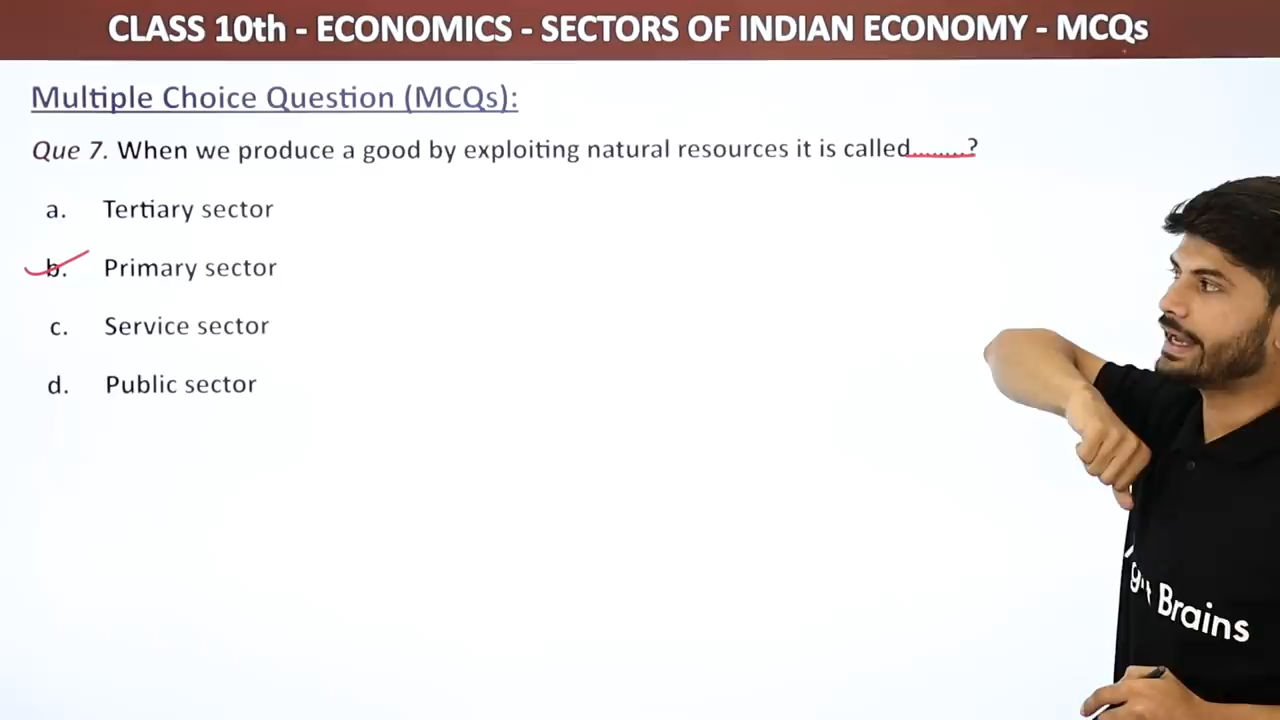 CLASS 10th - ECONOMICS - SECTORS OF INDIAN ECONOMY - MCQs
Multiple Choice Question (MCQs):
Que 7. When we produce a good by exploiting natural resources it is called........?
a. Tertiary sector
b. Primary sector
c. Service sector
d. Public sector
Brains